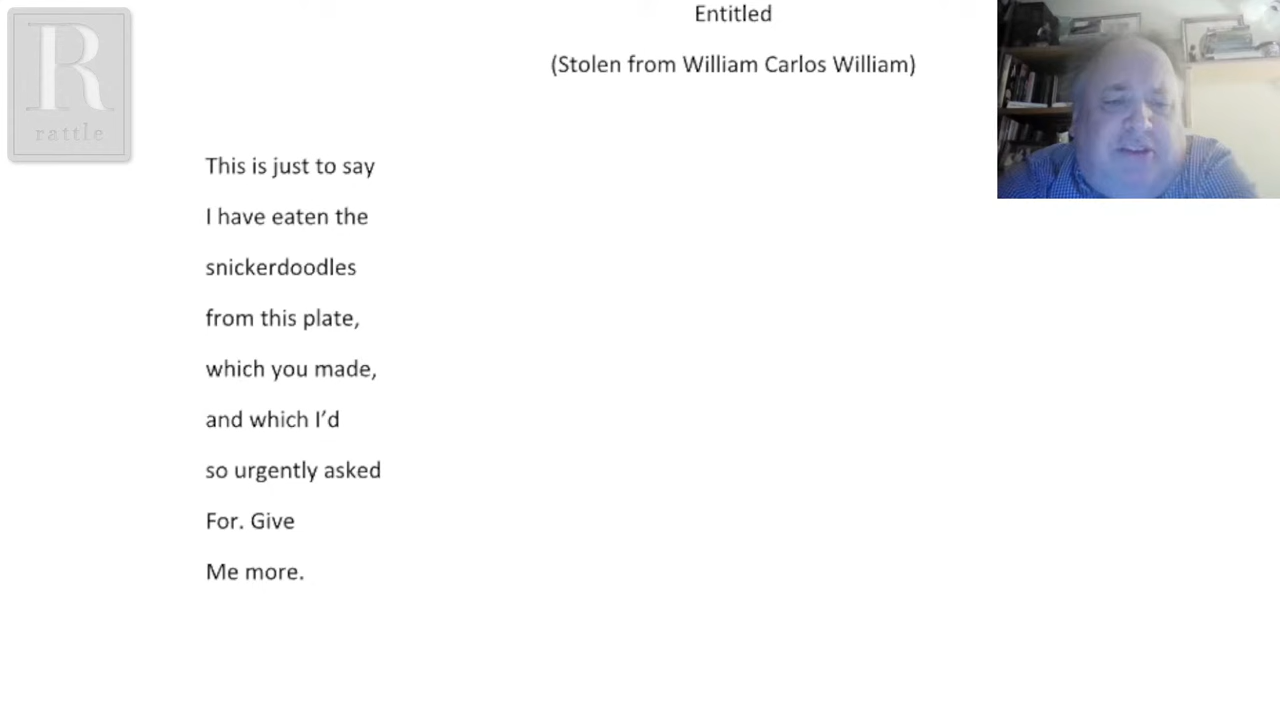 R
rattle
Entitled
(Stolen from William Carlos William)
This is just to say
I have eaten the
snickerdoodles
from this plate,
which you made,
and which I’d
so urgently asked
For. Give
Me more.